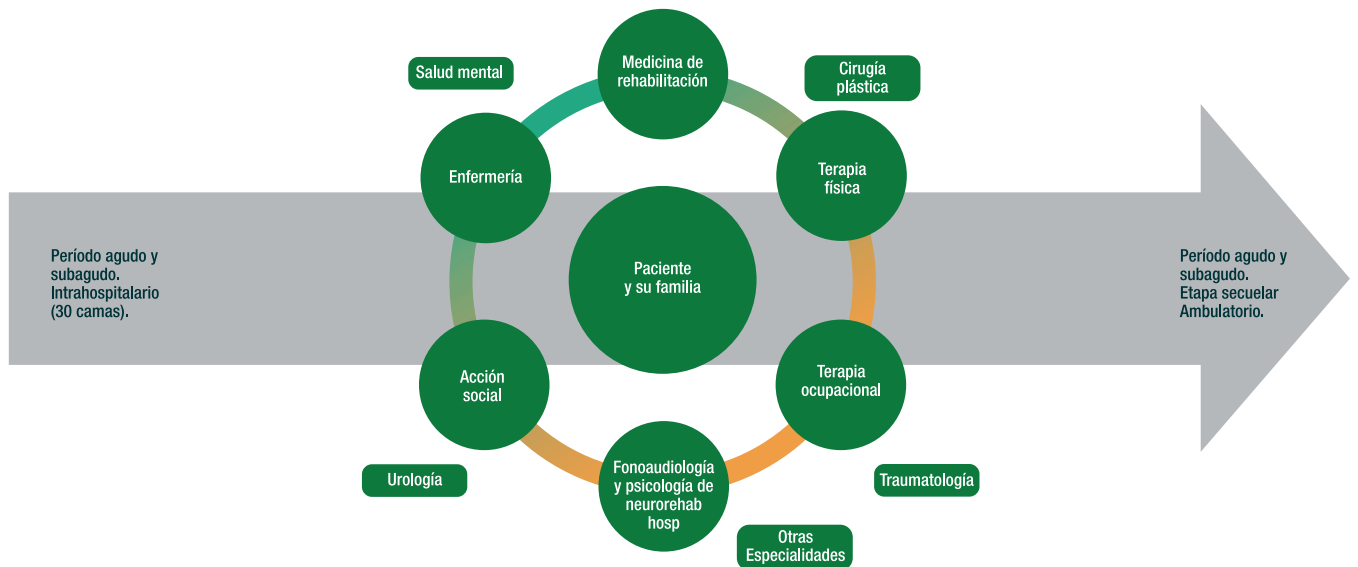 Medicina de
rehabilitación
Salud mental
Cirugía
plástica
Enfermería
Terapia
física
Período agudo y
subagudo.
Intrahospitalario
(30 camas).
Paciente
y su familia
Período agudo y
subagudo.
Etapa secuelar
Ambulatorio.
Acción
social
Terapia
ocupacional
Urología
Fonoaudiología
y psicología de
neurorehab
hosp
Traumatología
Otras
Especialidades